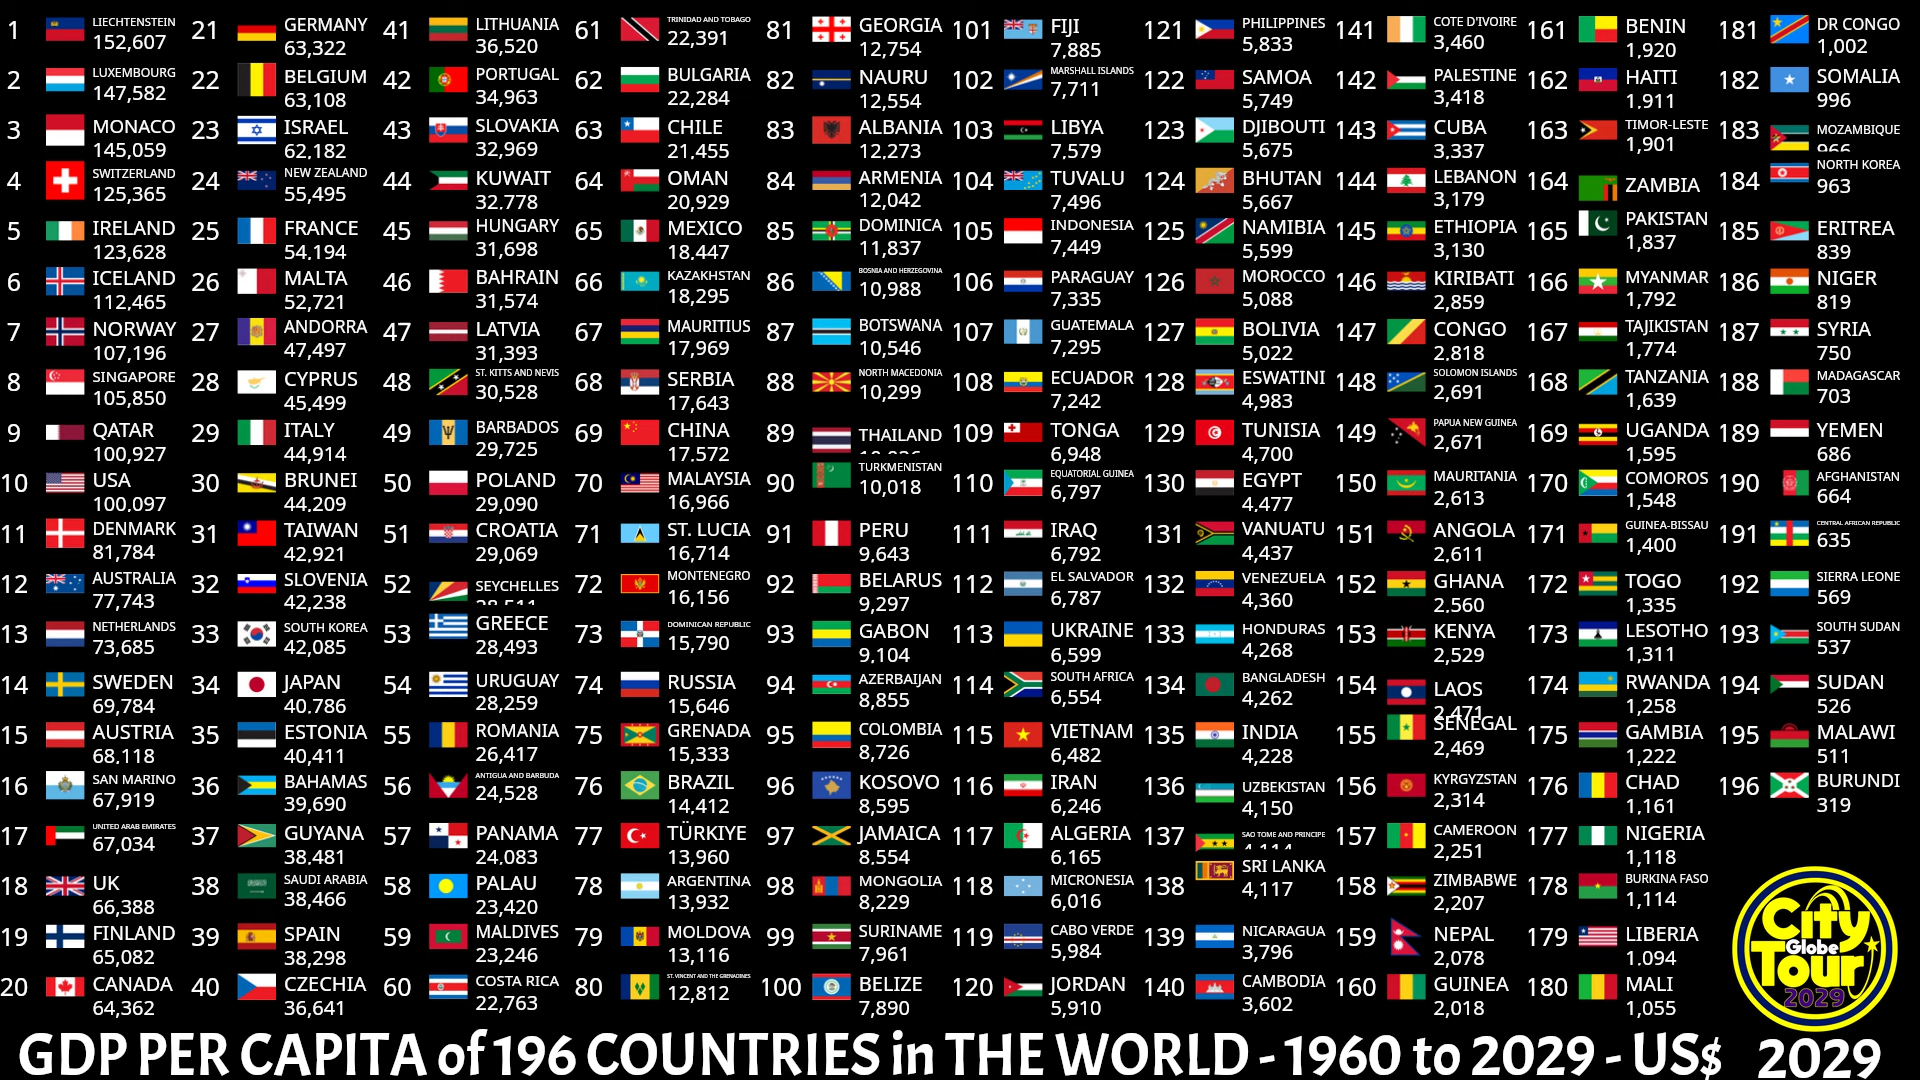 1 LIECHTENSTEIN
152,607
2 LUXEMBOURG
147,582
3 MONACO
145,059
4 SWITZERLAND
125,365
5 IRELAND
123,628
6 ICELAND
112,465
7 NORWAY
107,196
8 SINGAPORE
105,850
9 QATAR
100,927
10 USA
100,097
11 DENMARK
81,784
12 AUSTRALIA
77,743
13 NETHERLANDS
73,685
14 SWEDEN
69,784
15 AUSTRIA
68,118
16 SAN MARINO
67,919
17 UNITED ARAB EMIRATES
67,034
18 UK
66,388
19 FINLAND
65,082
20 CANADA
64,362
21 GERMANY
63,322
22 BELGIUM
63,108
23 ISRAEL
62,182
24 NEW ZEALAND
55,495
25 FRANCE
54,194
26 MALTA
52,721
27 ANDORRA
47,497
28 CYPRUS
45,499
29 ITALY
44,914
30 BRUNEI
44,209
31 TAIWAN
42,921
32 SLOVENIA
42,238
33 SOUTH KOREA
42,085
34 JAPAN
40,786
35 ESTONIA
40,411
36 BAHAMAS
39,690
37 GUYANA
38,481
38 SAUDI ARABIA
38,466
39 SPAIN
38,298
40 CZECHIA
36,641
41 LITHUANIA
36,520
42 PORTUGAL
34,963
43 SLOVAKIA
32,969
44 KUWAIT
32,778
45 HUNGARY
31,698
46 BAHRAIN
31,574
47 LATVIA
31,393
48 ST. KITTS AND NEVIS
30,528
49 BARBADOS
29,725
50 POLAND
29,090
51 CROATIA
29,069
52 SEYCHELLES
53 GREECE
28,493
54 URUGUAY
28,259
55 ROMANIA
26,417
56 ANTIGUA AND BARBUDA
24,528
57 PANAMA
24,083
58 PALAU
23,420
59 MALDIVES
23,246
60 COSTA RICA
22,763
61 TRINIDAD AND TOBAGO
22,391
62 BULGARIA
22,284
63 CHILE
21,455
64 OMAN
20,929
65 MEXICO
18,447
66 KAZAKHSTAN
18,295
67 MAURITIUS
17,969
68 SERBIA
17,643
69 CHINA
17,572
70 MALAYSIA
16,966
71 ST. LUCIA
16,714
72 MONTENEGRO
16,156
73 DOMINICAN REPUBLIC
15,790
74 RUSSIA
15,646
75 GRENADA
15,333
76 BRAZIL
14,412
77 TÜRKIYE
13,960
78 ARGENTINA
13,932
79 MOLDOVA
13,116
80 ST. VINCENT AND THE GRENADINES
12,812
81 GEORGIA
12,754
82 NAURU
12,554
83 ALBANIA
12,273
84 ARMENIA
12,042
85 DOMINICA
11,837
86 BOSNIA AND HERZEGOVINA
10,988
87 BOTSWANA
10,546
88 NORTH MACEDONIA
10,299
89 THAILAND
90 TURKMENISTAN
10,018
91 PERU
9,643
92 BELARUS
9,297
93 GABON
9,104
94 AZERBAIJAN
8,855
95 COLOMBIA
8,726
96 KOSOVO
8,595
97 JAMAICA
8,554
98 MONGOLIA
8,229
99 SURINAME
7,961
100 BELIZE
7,890
101 FIJI
7,885
102 MARSHALL ISLANDS
7,711
103 LIBYA
7,579
104 TUVALU
7,496
105 INDONESIA
7,449
106 PARAGUAY
7,335
107 GUATEMALA
7,295
108 ECUADOR
7,242
109 TONGA
6,948
110 EQUATORIAL GUINEA
6,797
111 IRAQ
6,792
112 EL SALVADOR
6,787
113 UKRAINE
6,599
114 SOUTH AFRICA
6,554
115 VIETNAM
6,482
116 IRAN
6,246
117 ALGERIA
6,165
118 MICRONESIA
6,016
119 CABO VERDE
5,984
120 JORDAN
5,910
121 PHILIPPINES
5,833
122 SAMOA
5,749
123 DJIBOUTI
5,675
124 BHUTAN
5,667
125 NAMIBIA
5,599
126 MOROCCO
5,088
127 BOLIVIA
5,022
128 ESWATINI
4,983
129 TUNISIA
4,700
130 EGYPT
4,477
131 VANUATU
4,437
132 VENEZUELA
4,360
133 HONDURAS
4,268
134 BANGLADESH
4,262
135 INDIA
4,228
136 UZBEKISTAN
4,150
137 SAO TOME AND PRINCIPE
138 SRI LANKA
4,117
139 NICARAGUA
3,796
140 CAMBODIA
3,602
141 COTE D'IVOIRE
3,460
142 PALESTINE
3,418
143 CUBA
3,337
144 LEBANON
3,179
145 ETHIOPIA
3,130
146 KIRIBATI
2,859
147 CONGO
2,818
148 SOLOMON ISLANDS
2,691
149 PAPUA NEW GUINEA
2,671
150 MAURITANIA
2,613
151 ANGOLA
2,611
152 GHANA
2,560
153 KENYA
2,529
154 LAOS
2,471
155 SENEGAL
2,469
156 KYRGYZSTAN
2,314
157 CAMEROON
2,251
158 ZIMBABWE
2,207
159 NEPAL
2,078
160 GUINEA
2,018
161 BENIN
1,920
162 HAITI
1,911
163 TIMOR-LESTE
1,901
164 ZAMBIA
165 PAKISTAN
1,837
166 MYANMAR
1,792
167 TAJIKISTAN
1,774
168 TANZANIA
1,639
169 UGANDA
1,595
170 COMOROS
1,548
171 GUINEA-BISSAU
1,400
172 TOGO
1,335
173 LESOTHO
1,311
174 RWANDA
1,258
175 GAMBIA
1,222
176 CHAD
1,161
177 NIGERIA
1,118
178 BURKINA FASO
1,114
179 LIBERIA
1,094
180 MALI
1,055
181 DR CONGO
1,002
182 SOMALIA
996
183 MOZAMBIQUE
966
184 NORTH KOREA
963
185 ERITREA
839
186 NIGER
819
187 SYRIA
750
188 MADAGASCAR
703
189 YEMEN
686
190 AFGHANISTAN
664
191 CENTRAL AFRICAN REPUBLIC
635
192 SIERRA LEONE
569
193 SOUTH SUDAN
537
194 SUDAN
526
195 MALAWI
511
196 BURUNDI
319
City
Globe
Tour
2029
GDP PER CAPITA of 196 COUNTRIES in THE WORLD - 1960 to 2029 - US$ 2029